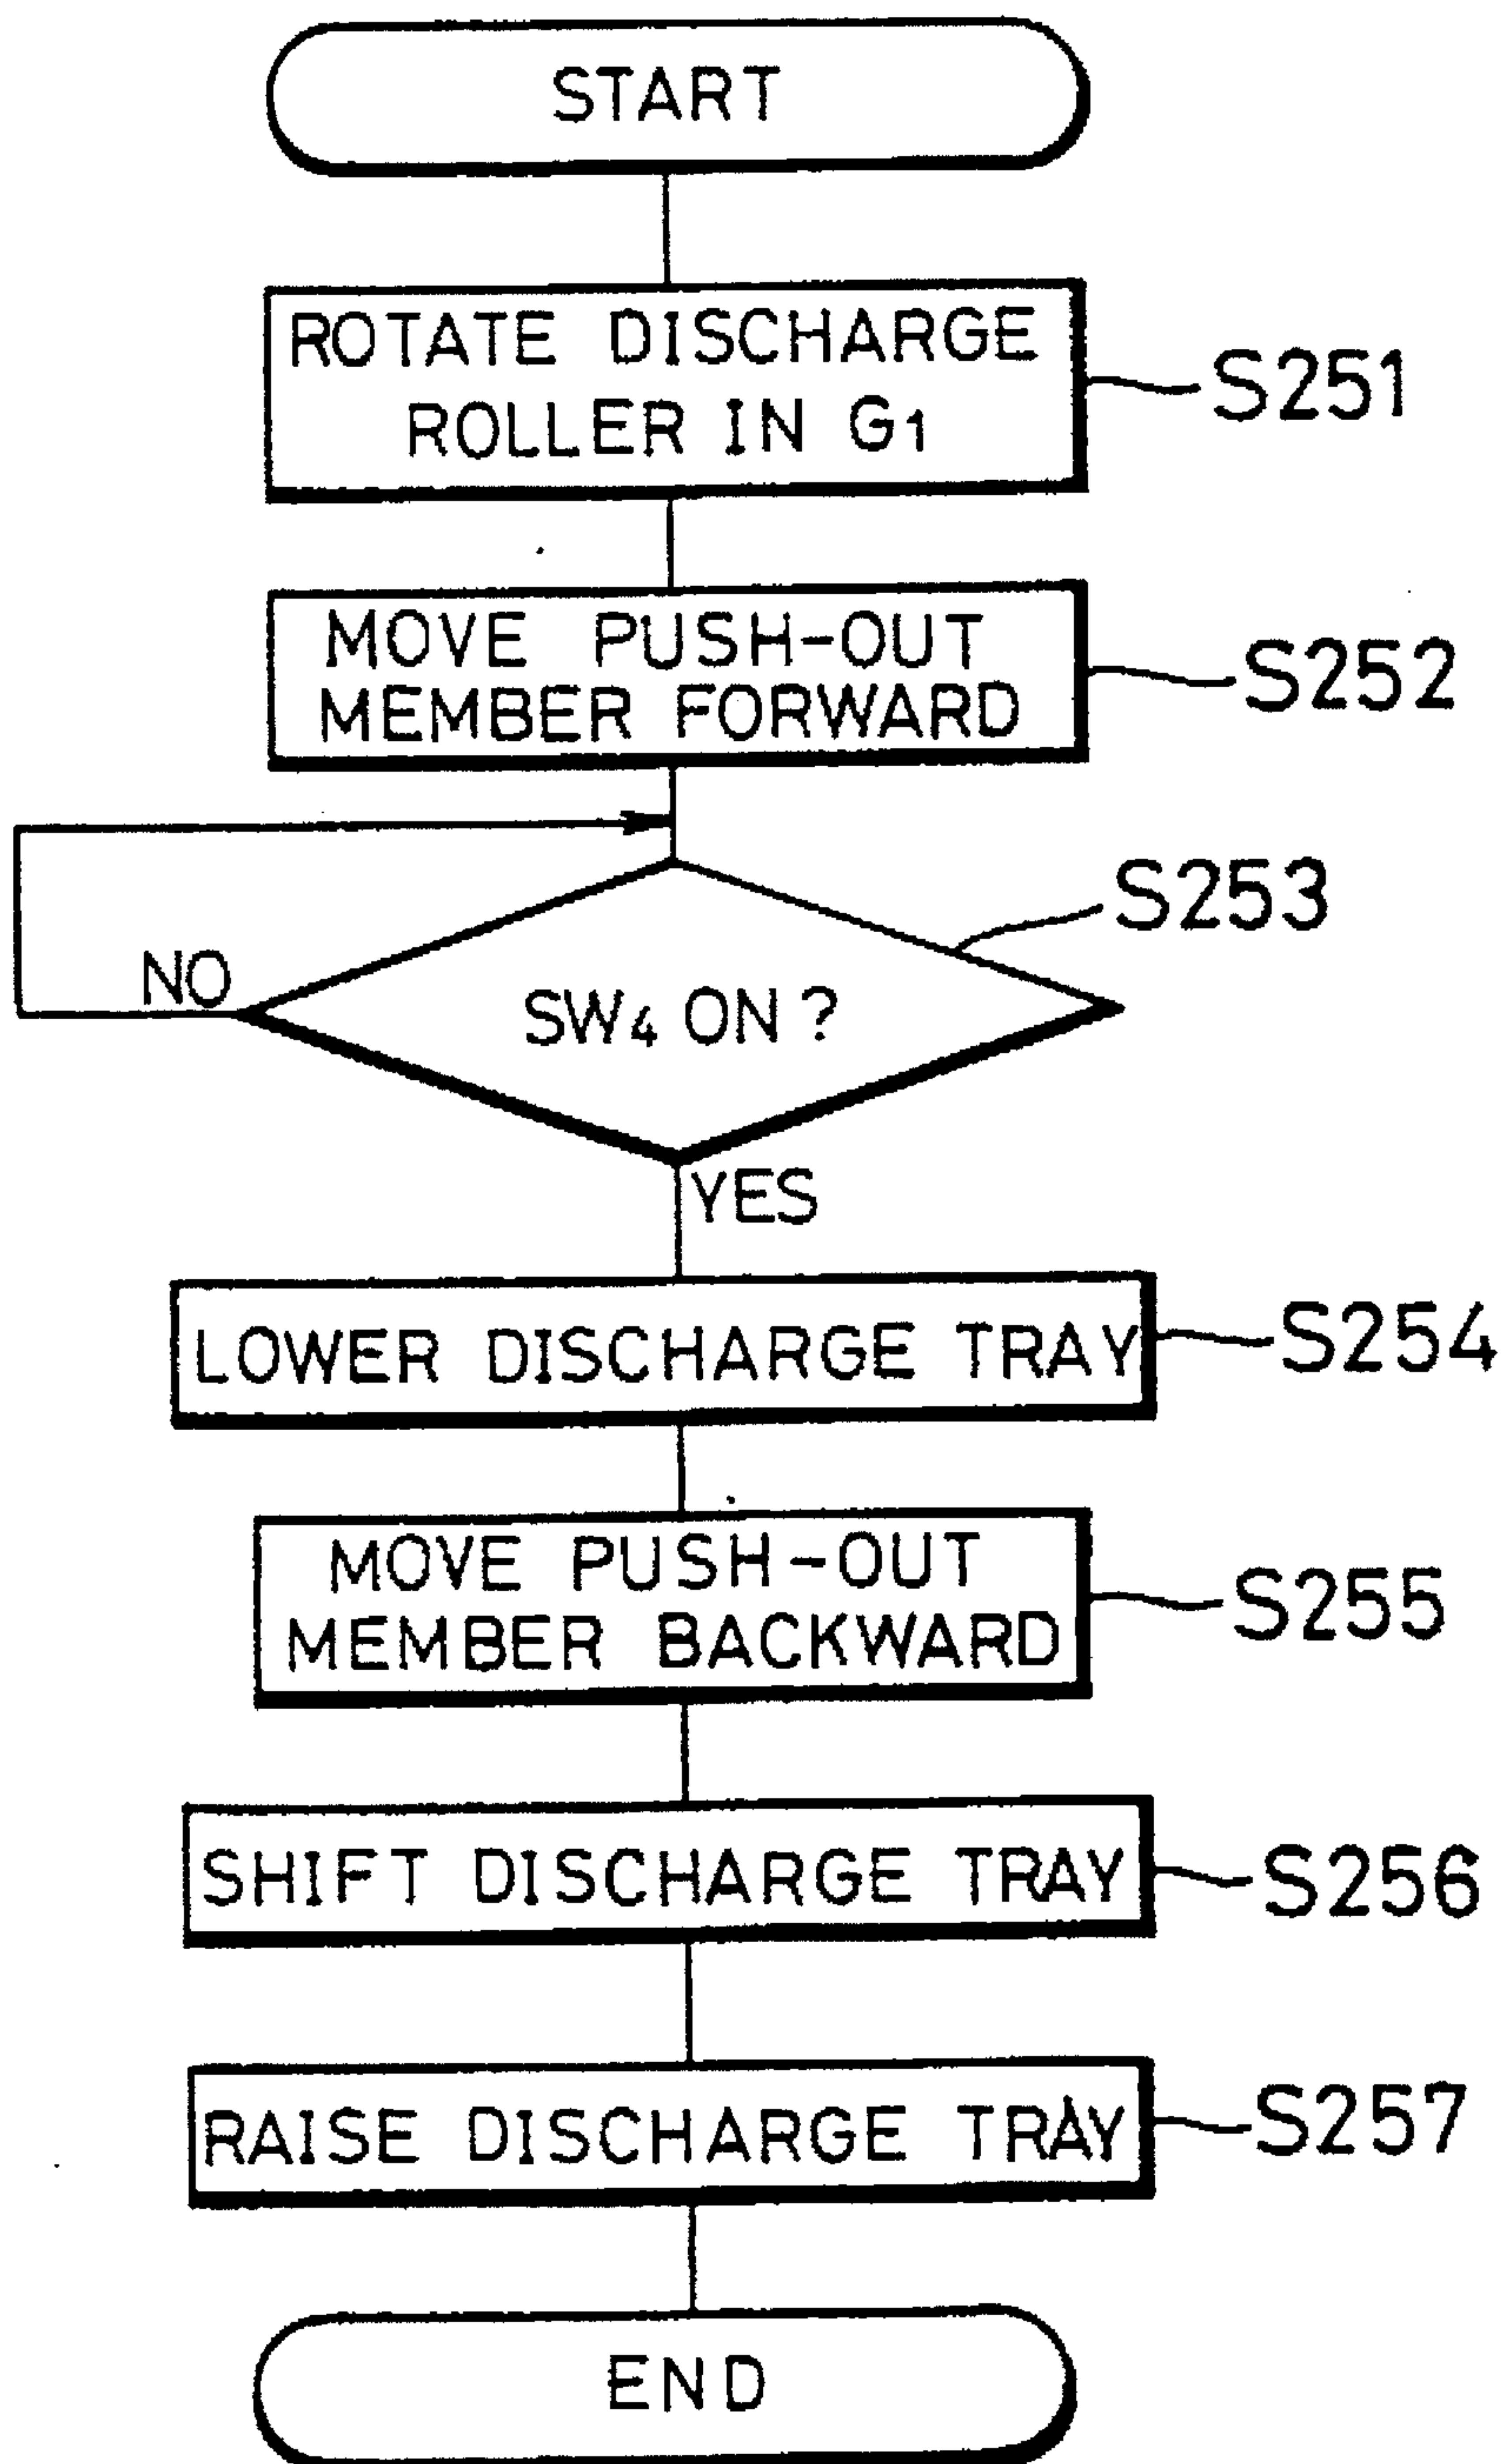 START
ROTATE DISCHARGE
ROLLER IN G1
S251
MOVE PUSH-OUT
MEMBER FORWARD
S252
S253
NO
SW4 ON ?
YES
LOWER DISCHARGE TRAY
S254
MOVE PUSH-OUT
MEMBER BACKWARD
S255
SHIFT DISCHARGE TRAY
S256
RAISE DISCHARGE TRAY
S257
END